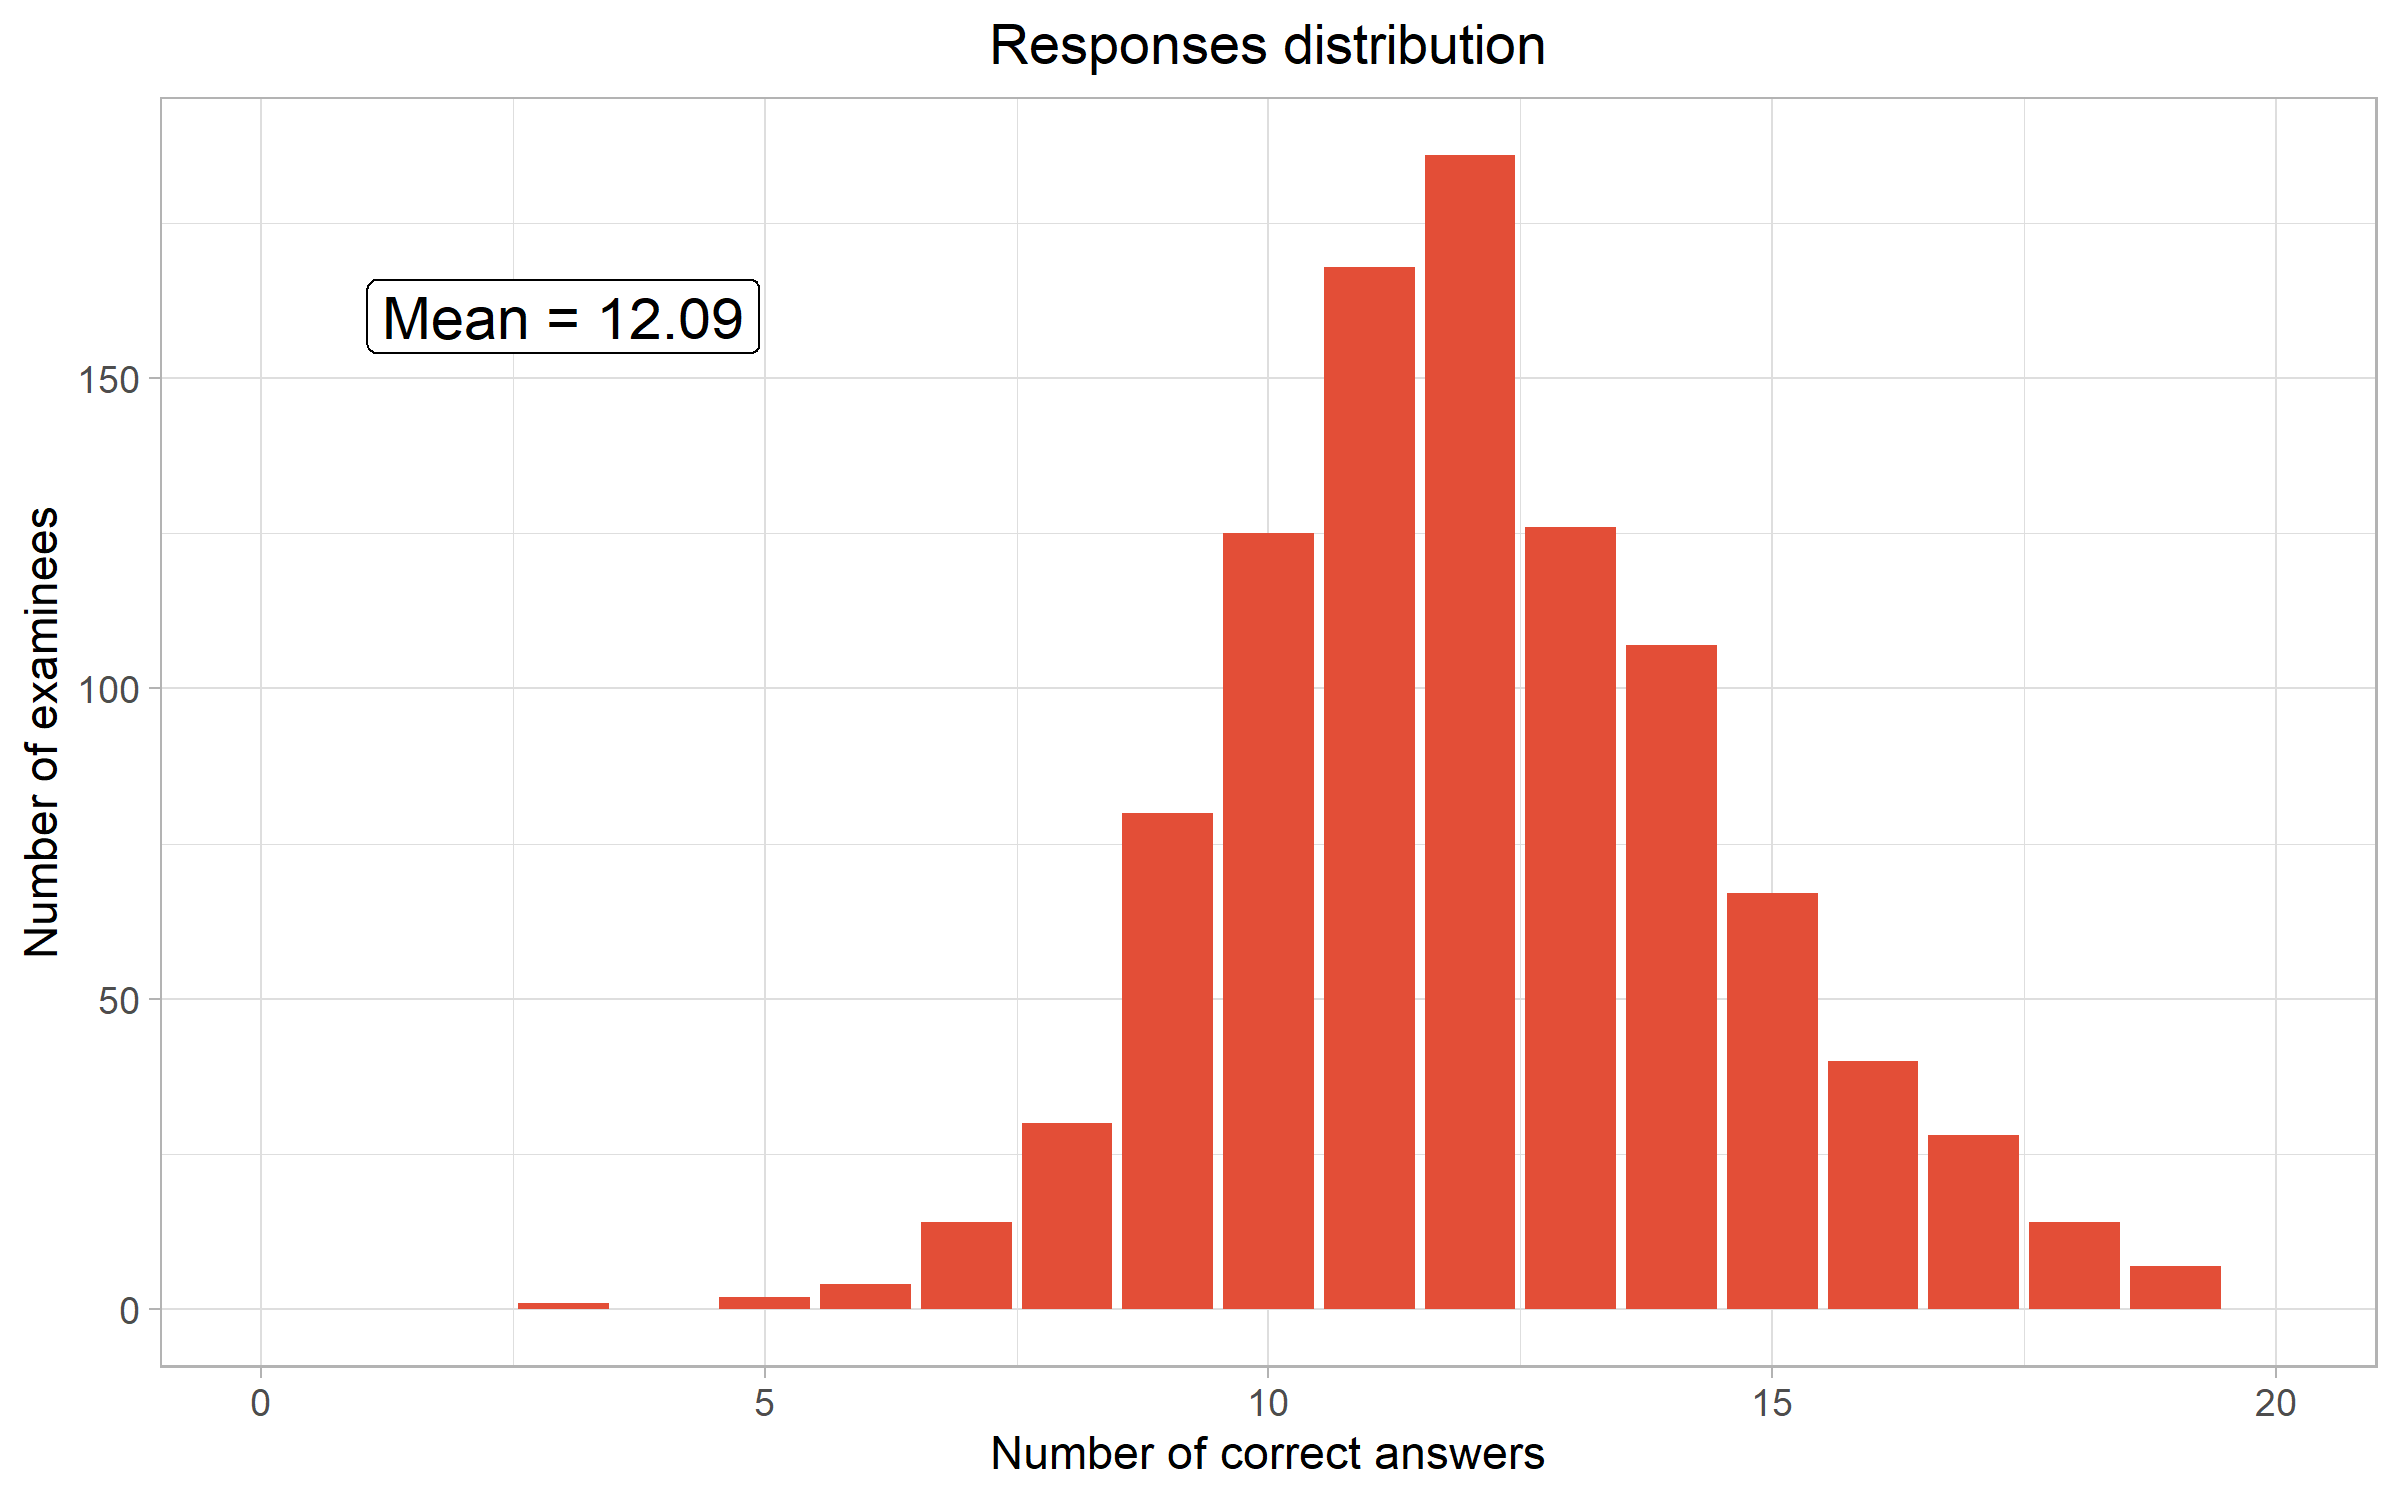 Responses distribution
Mean = 12.09
150
100
50
0
Number of examinees
0 5 10 15 20
Number of correct answers